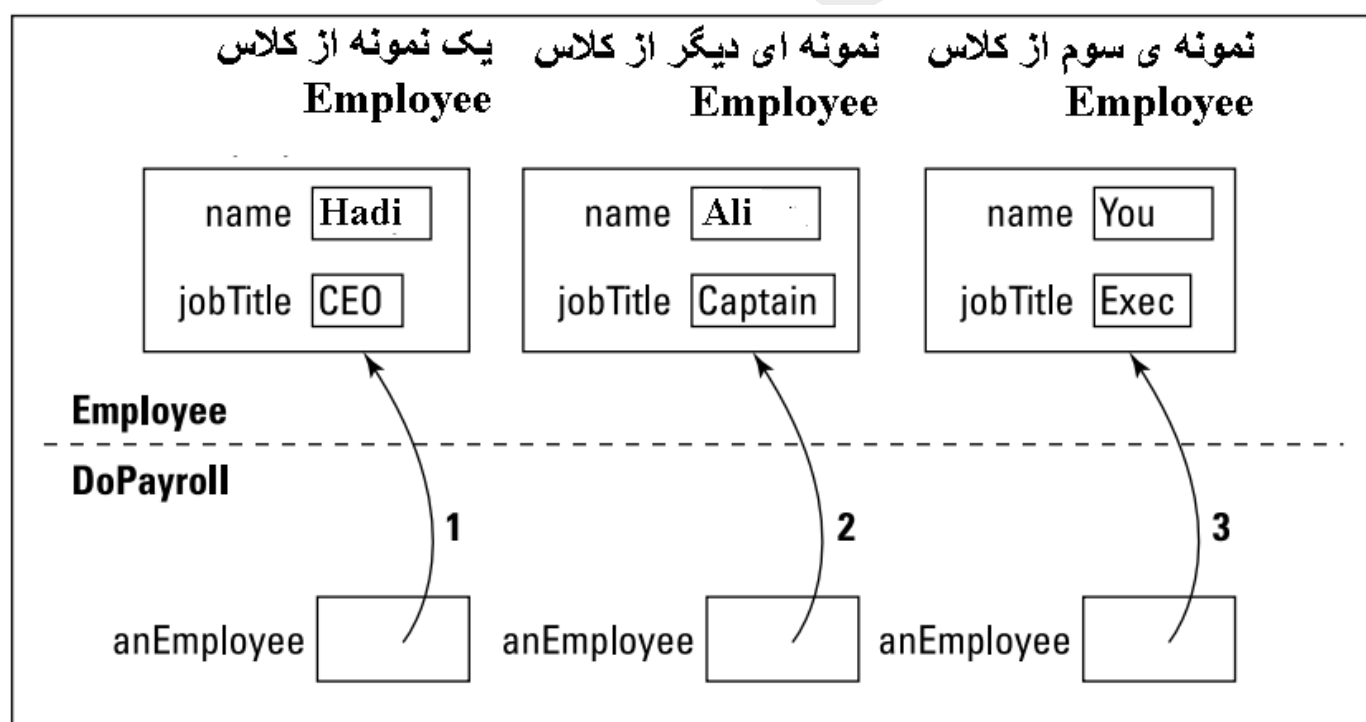 یک نمونه از کلاس
Employee
نمونه ای دیگر از کلاس
Employee
نمونه ی سوم از کلاس
Employee
name Hadi
jobTitle CEO
name Ali
jobTitle Captain
name You
jobTitle Exec
Employee
DoPayroll
1
2
3
anEmployee
anEmployee
anEmployee